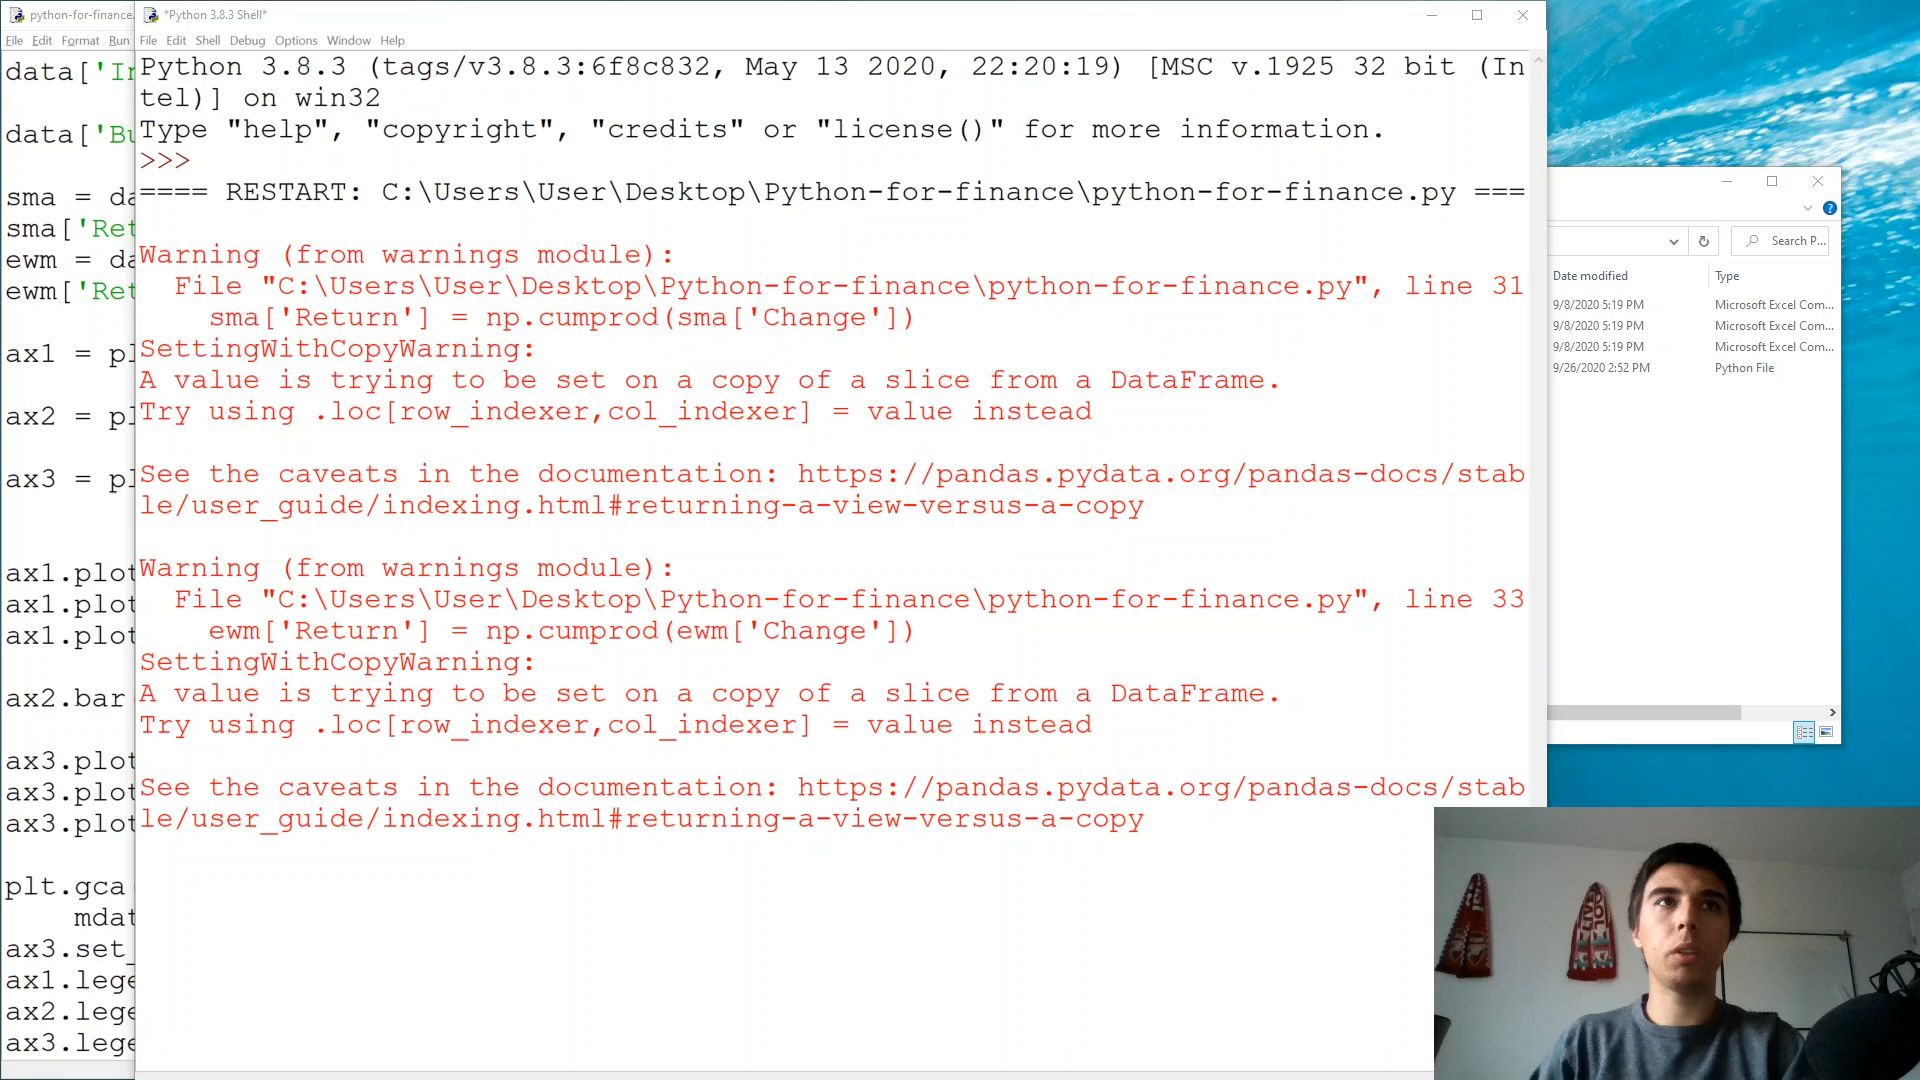 python-for-finance.
File Edit Format Run
data['In
data['Bu
sma = da
sma['Ret
ewm = da
ewm['Ret
ax1 = pl
ax2 = pl
ax3 = pl
ax1.plot
ax1.plot
ax1.plot
ax2.bar
ax3.plot
ax3.plot
ax3.plot
plt.gca
mdat
ax3.set_
ax1.lege
ax2.lege
ax3.lege
*Python 3.8.3 Shell*
File Edit Shell Debug Options Window Help
Python 3.8.3 (tags/v3.8.3:6f8c832, May 13 2020, 22:20:19) [MSC v.1925 32 bit (In
tel)] on win32
Type "help", "copyright", "credits" or "license()" for more information.
>>>
==== RESTART: C:\Users\User\Desktop\Python-for-finance\python-for-finance.py ===
Warning (from warnings module):
File "C:\Users\User\Desktop\Python-for-finance\python-for-finance.py", line 31
sma['Return'] = np.cumprod(sma['Change'])
SettingWithCopyWarning:
A value is trying to be set on a copy of a slice from a DataFrame.
Try using .loc[row_indexer,col_indexer] = value instead
See the caveats in the documentation: https://pandas.pydata.org/pandas-docs/stab
le/user_guide/indexing.html#returning-a-view-versus-a-copy
Warning (from warnings module):
File "C:\Users\User\Desktop\Python-for-finance\python-for-finance.py", line 33
ewm['Return'] = np.cumprod(ewm['Change'])
SettingWithCopyWarning:
A value is trying to be set on a copy of a slice from a DataFrame.
Try using .loc[row_indexer,col_indexer] = value instead
See the caveats in the documentation: https://pandas.pydata.org/pandas-docs/stab
le/user_guide/indexing.html#returning-a-view-versus-a-copy
Search P...
Date modified Type
9/8/2020 5:19 PM Microsoft Excel Com...
9/8/2020 5:19 PM Microsoft Excel Com...
9/8/2020 5:19 PM Microsoft Excel Com...
9/26/2020 2:52 PM Python File